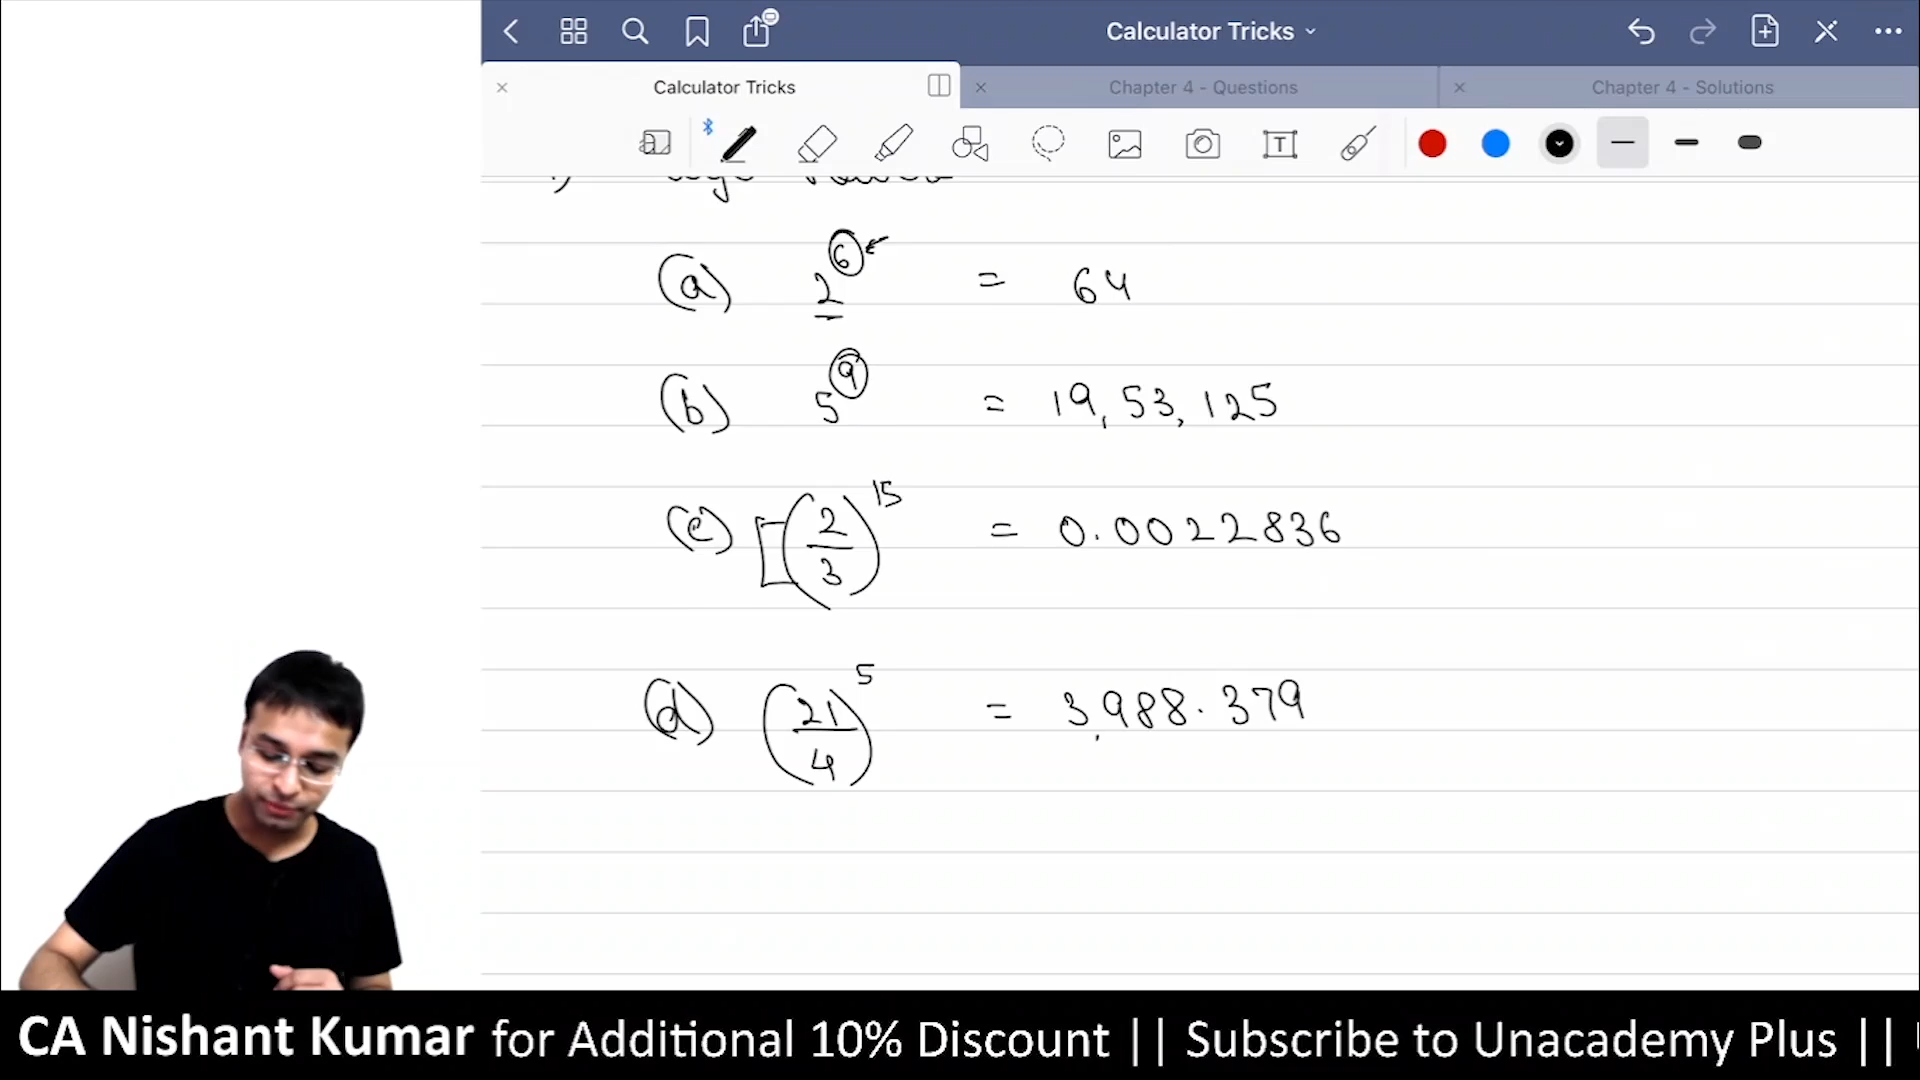 Calculator Tricks
Calculator Tricks
Chapter 4 - Questions
Chapter 4 - Solutions
(a) 2^6 = 64
(b) 5^9 = 19,53,125
(c) (2/3)^15 = 0.0022836
(d) (21/4)^5 = 3,988.379
CA Nishant Kumar for Additional 10% Discount || Subscribe to Unacademy Plus ||